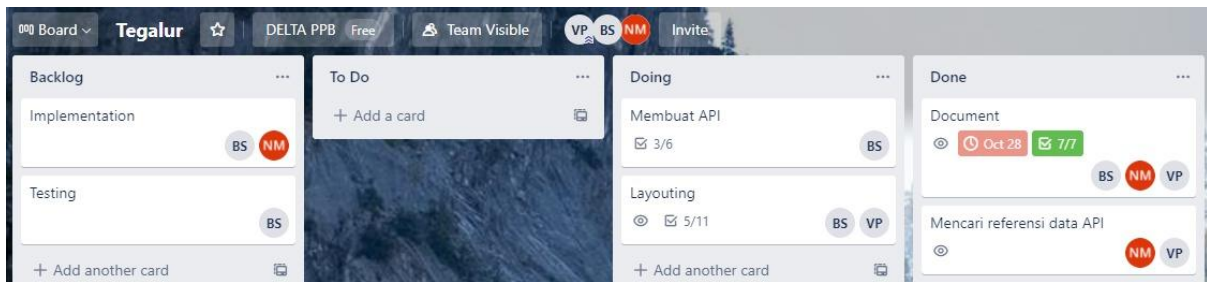 Board Tegalur DELTA PPB Free Team Visible VP BS NM Invite
Backlog ...
Implementation
BS NM
Testing
BS
+ Add another card
To Do ...
+ Add a card
Doing ...
Membuat API
3/6 BS
Layouting
5/11 BS VP
+ Add another card
Done ...
Document
Oct 28 7/7
BS NM VP
Mencari referensi data API
NM VP